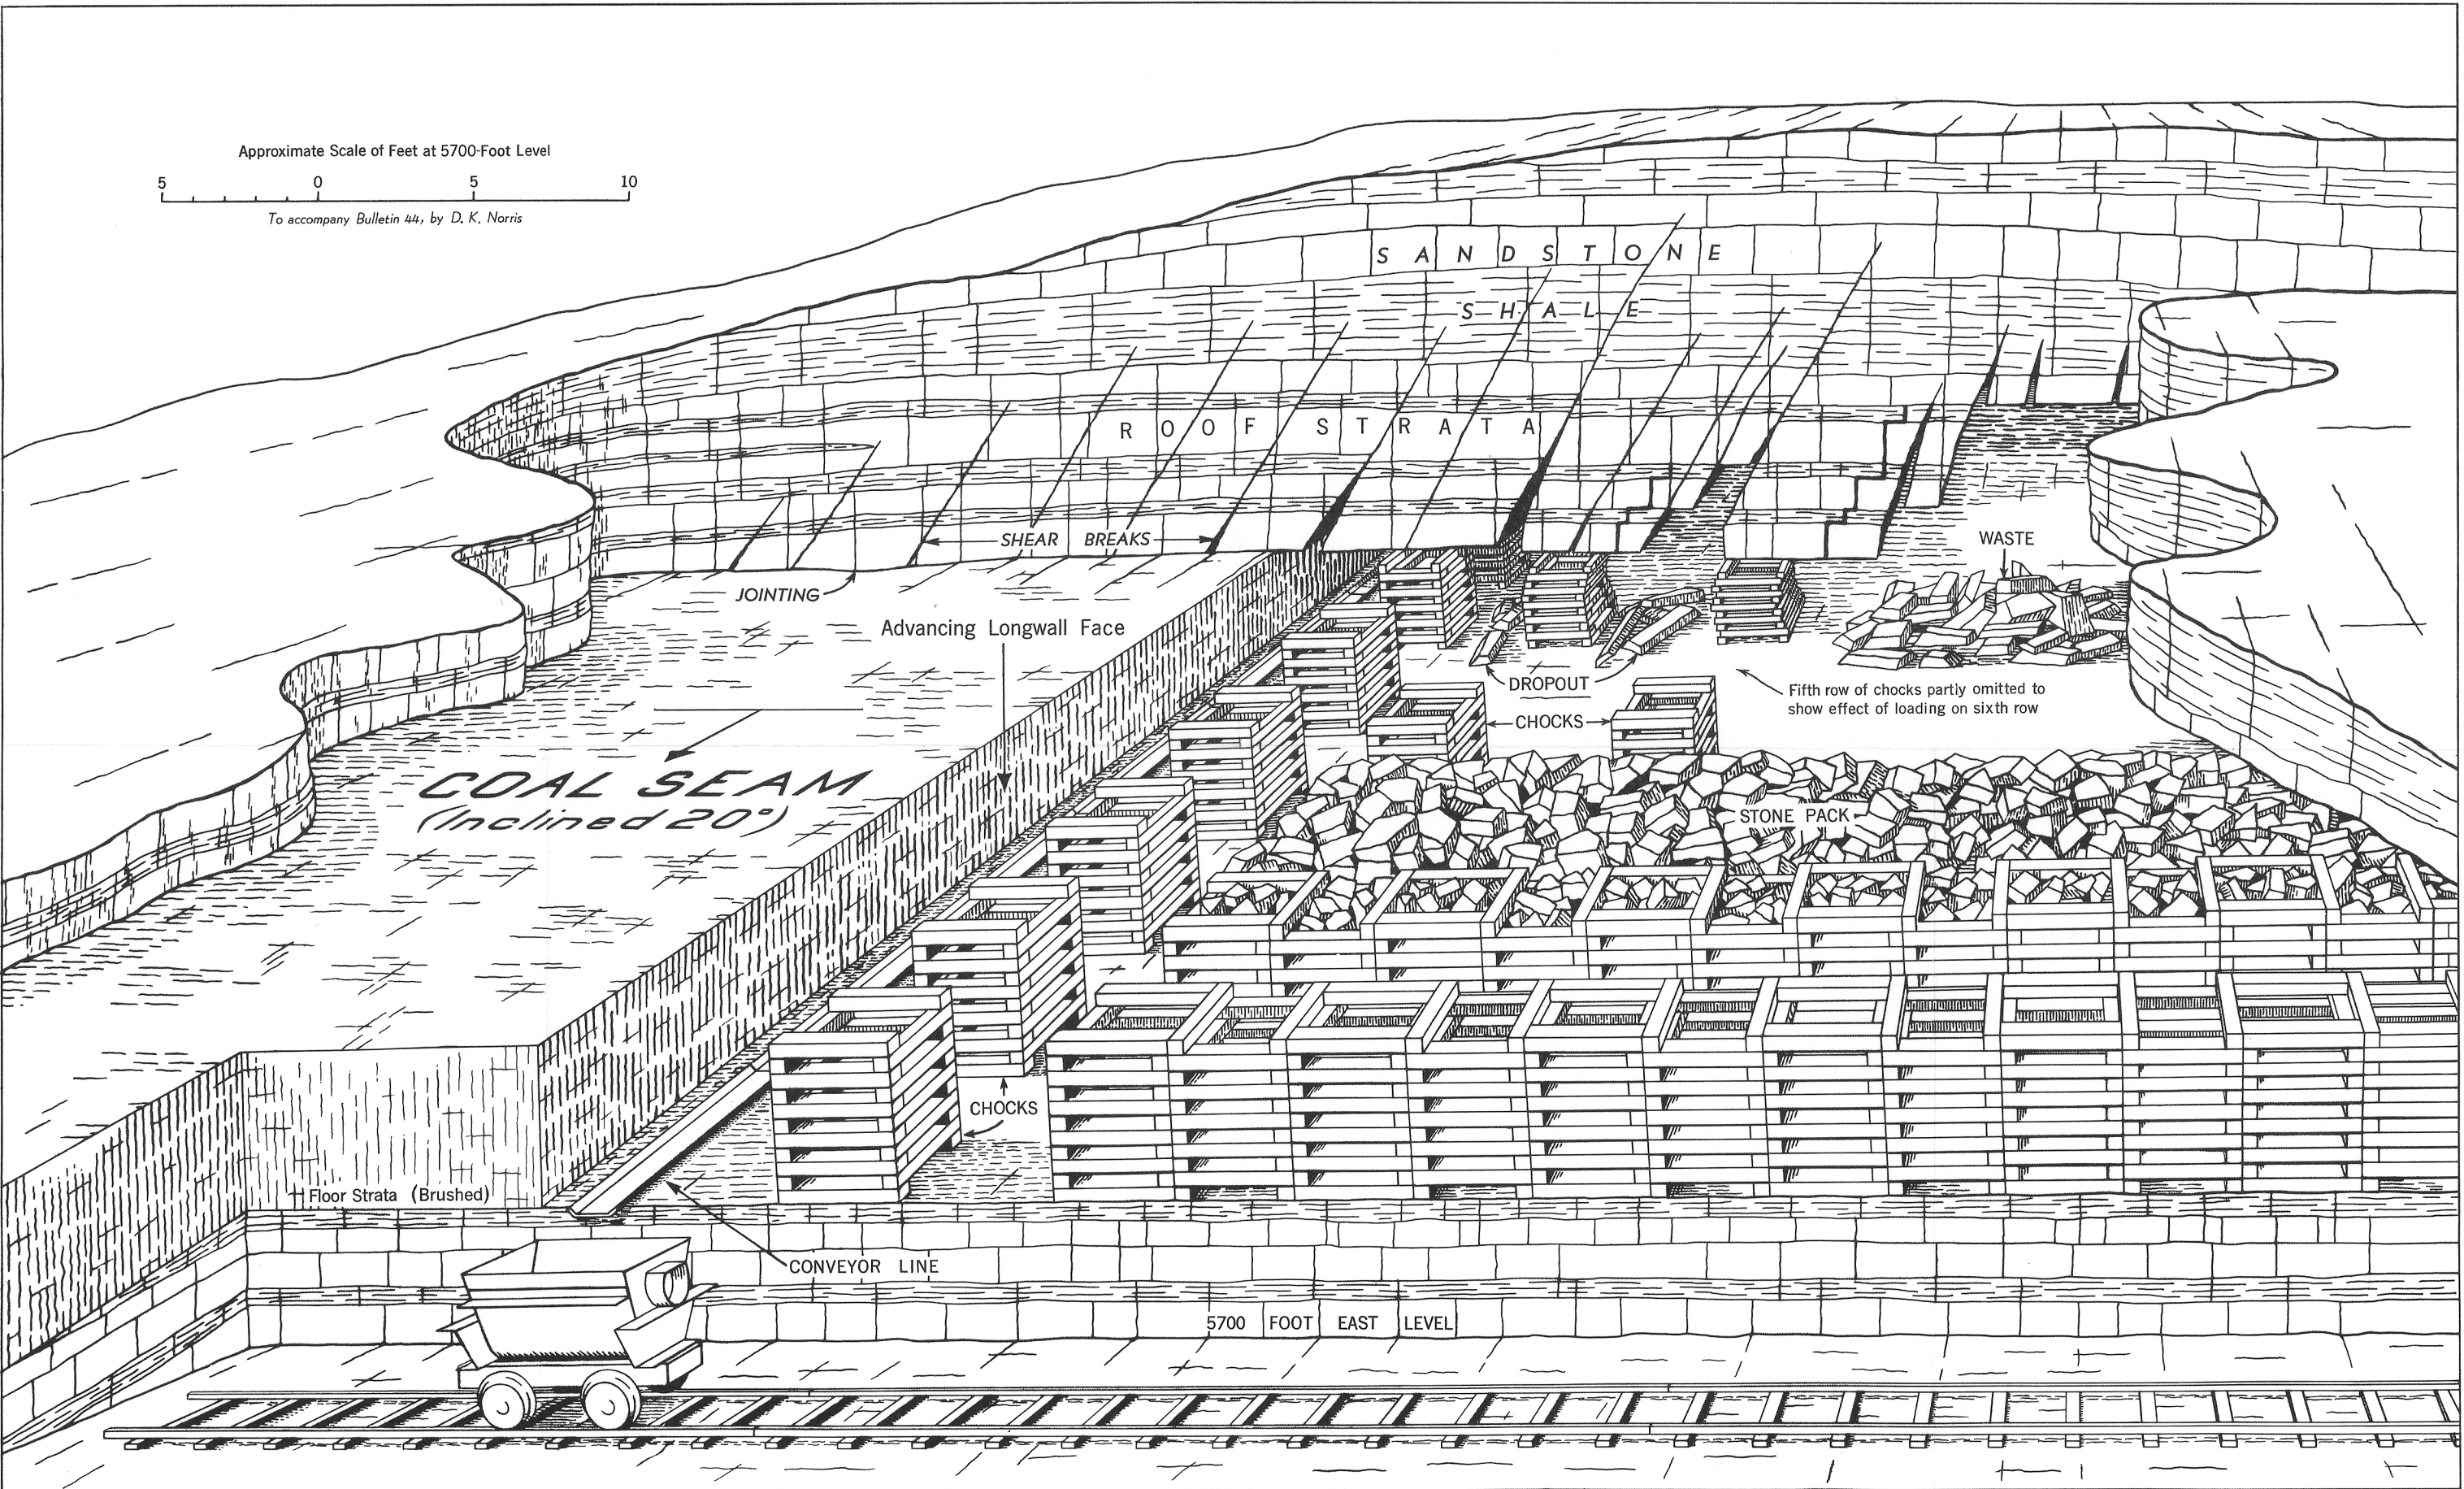 Approximate Scale of Feet at 5700-Foot Level
5 0 5 10
To accompany Bulletin 44, by D. K. Norris
SANDSTONE
SHALE
ROOF STRATA
SHEAR BREAKS
JOINTING
WASTE
Advancing Longwall Face
DROPOUT
Fifth row of chocks partly omitted to
show effect of loading on sixth row
CHOCKS
COAL SEAM
(Inclined 20°)
STONE PACK
CHOCKS
Floor Strata (Brushed)
CONVEYOR LINE
5700 FOOT EAST LEVEL